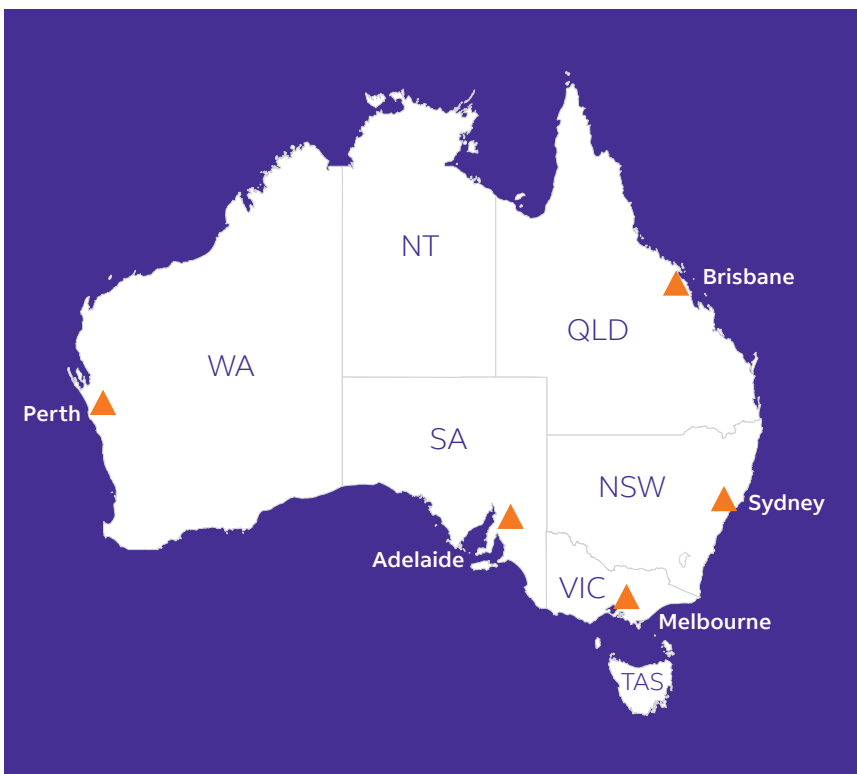 NT
Brisbane
QLD
WA
Perth
SA
NSW
Sydney
Adelaide
VIC
Melbourne
TAS